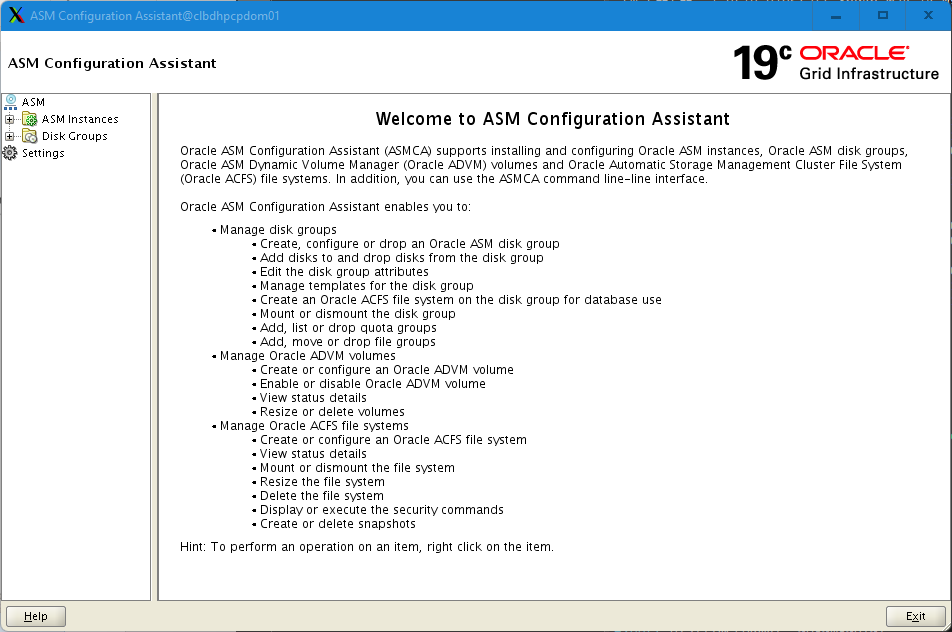 ASM Configuration Assistant@clbdhpcpdom01
ASM Configuration Assistant
19c ORACLE
Grid Infrastructure
ASM
ASM Instances
Disk Groups
Settings
Welcome to ASM Configuration Assistant
Oracle ASM Configuration Assistant (ASMCA) supports installing and configuring Oracle ASM instances, Oracle ASM disk groups,
Oracle ASM Dynamic Volume Manager (Oracle ADVM) volumes and Oracle Automatic Storage Management Cluster File System
(Oracle ACFS) file systems. In addition, you can use the ASMCA command line-line interface.
Oracle ASM Configuration Assistant enables you to:
• Manage disk groups
• Create, configure or drop an Oracle ASM disk group
• Add disks to and drop disks from the disk group
• Edit the disk group attributes
• Manage templates for the disk group
• Create an Oracle ACFS file system on the disk group for database use
• Mount or dismount the disk group
• Add, list or drop quota groups
• Add, move or drop file groups
• Manage Oracle ADVM volumes
• Create or configure an Oracle ADVM volume
• Enable or disable Oracle ADVM volume
• View status details
• Resize or delete volumes
• Manage Oracle ACFS file systems
• Create or configure an Oracle ACFS file system
• View status details
• Mount or dismount the file system
• Resize the file system
• Delete the file system
• Display or execute the security commands
• Create or delete snapshots
Hint: To perform an operation on an item, right click on the item.
Help
Exit